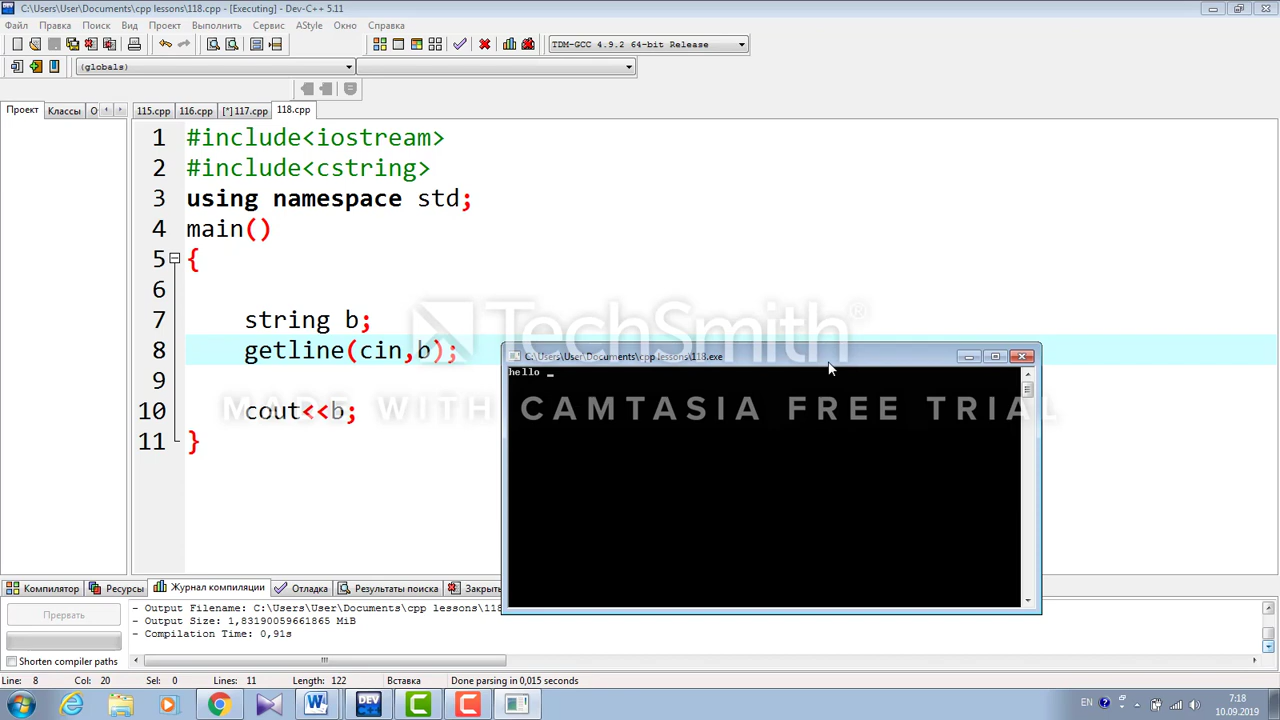 C:\Users\User\Documents\cpp lessons\118.cpp - [Executing] - Dev-C++ 5.11
Файл Правка Поиск Вид Проект Выполнить Сервис AStyle Окно Справка
TDM-GCC 4.9.2 64-bit Release
(globals)
Проект Классы О 115.cpp 116.cpp [*] 117.cpp 118.cpp
1 #include<iostream>
2 #include<cstring>
3 using namespace std;
4 main()
5 {
6
7 string b;
8 getline(cin,b);
9
10 cout<<b;
11 }
TechSmith®
MADE WITH CAMTASIA FREE TRIAL
C:\Users\User\Documents\cpp lessons\118.exe
hello _
Компилятор Ресурсы Журнал компиляции Отладка Результаты поиска Закрыть
Прервать
Shorten compiler paths
- Output Filename: C:\Users\User\Documents\cpp lessons\118
- Output Size: 1,83190059661865 MiB
- Compilation Time: 0,91s
Line: 8 Col: 20 Sel: 0 Lines: 11 Length: 122 Вставка Done parsing in 0,015 seconds
DEV
EN 7:18
10.09.2019